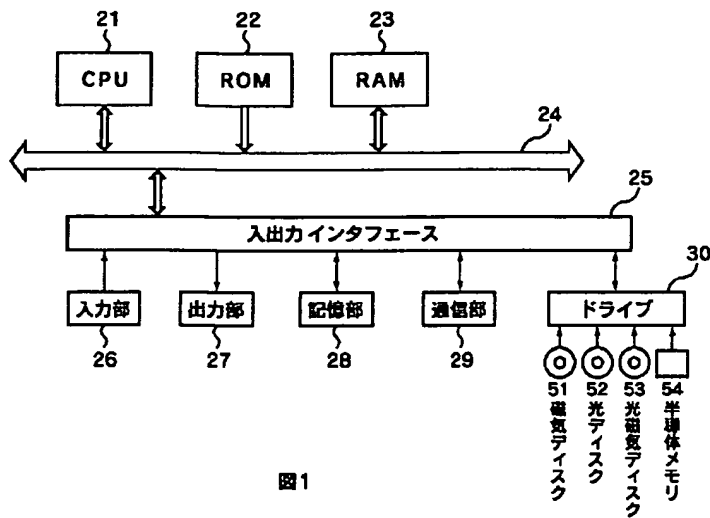 21
22
23
CPU
ROM
RAM
24
25
入出力インタフェース
30
入力部
出力部
記憶部
通信部
ドライブ
26
27
28
29
51
52
53
54
磁気ディスク
光ディスク
光磁気ディスク
半導体メモリ
図1